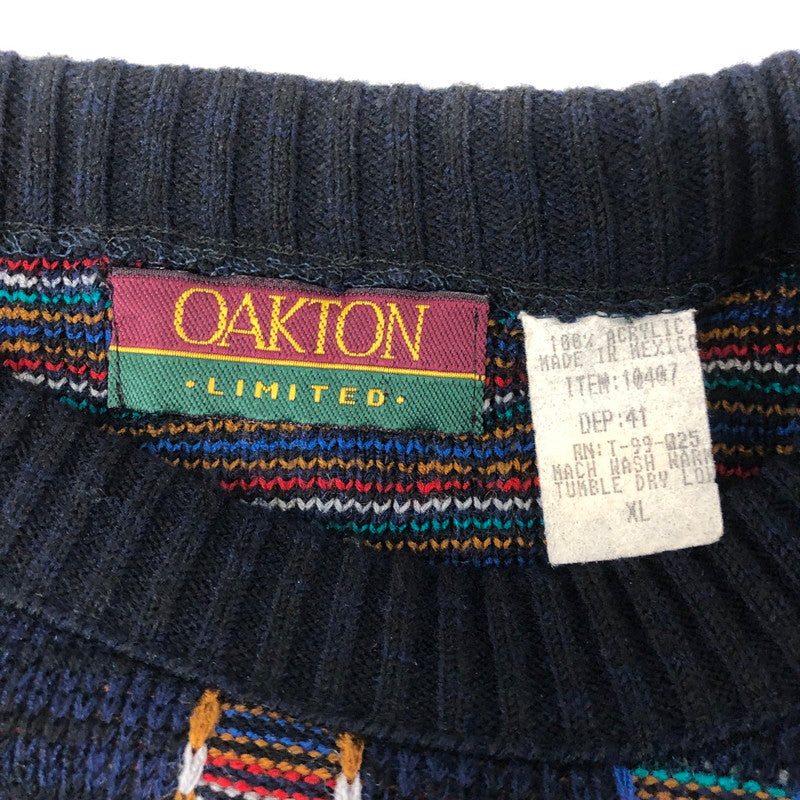 OAKTON
·LIMITED·
100% ACRYLIC
MADE IN MEXICO
ITEM:10407
DEP:41
RN:T-99-025
MACH WASH WARM
TUMBLE DRY LOW
XL